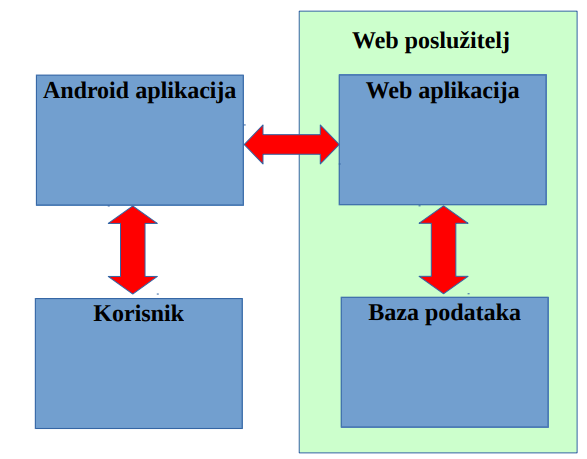 Web poslužitelj
Android aplikacija
Web aplikacija
Korisnik
Baza podataka